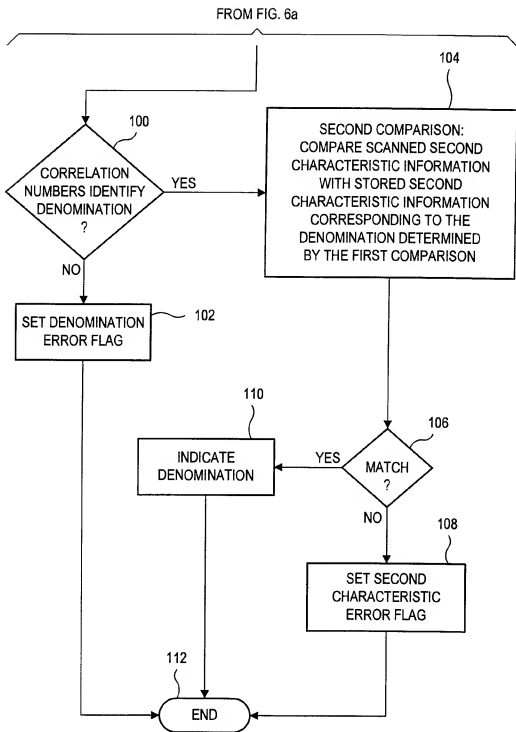 FROM FIG. 6a
100
CORRELATION
NUMBERS IDENTIFY
DENOMINATION
?
YES
NO
104
SECOND COMPARISON:
COMPARE SCANNED SECOND
CHARACTERISTIC INFORMATION
WITH STORED SECOND
CHARACTERISTIC INFORMATION
CORRESPONDING TO THE
DENOMINATION DETERMINED
BY THE FIRST COMPARISON
102
SET DENOMINATION
ERROR FLAG
110
INDICATE
DENOMINATION
YES
106
MATCH
?
NO
108
SET SECOND
CHARACTERISTIC
ERROR FLAG
112
END